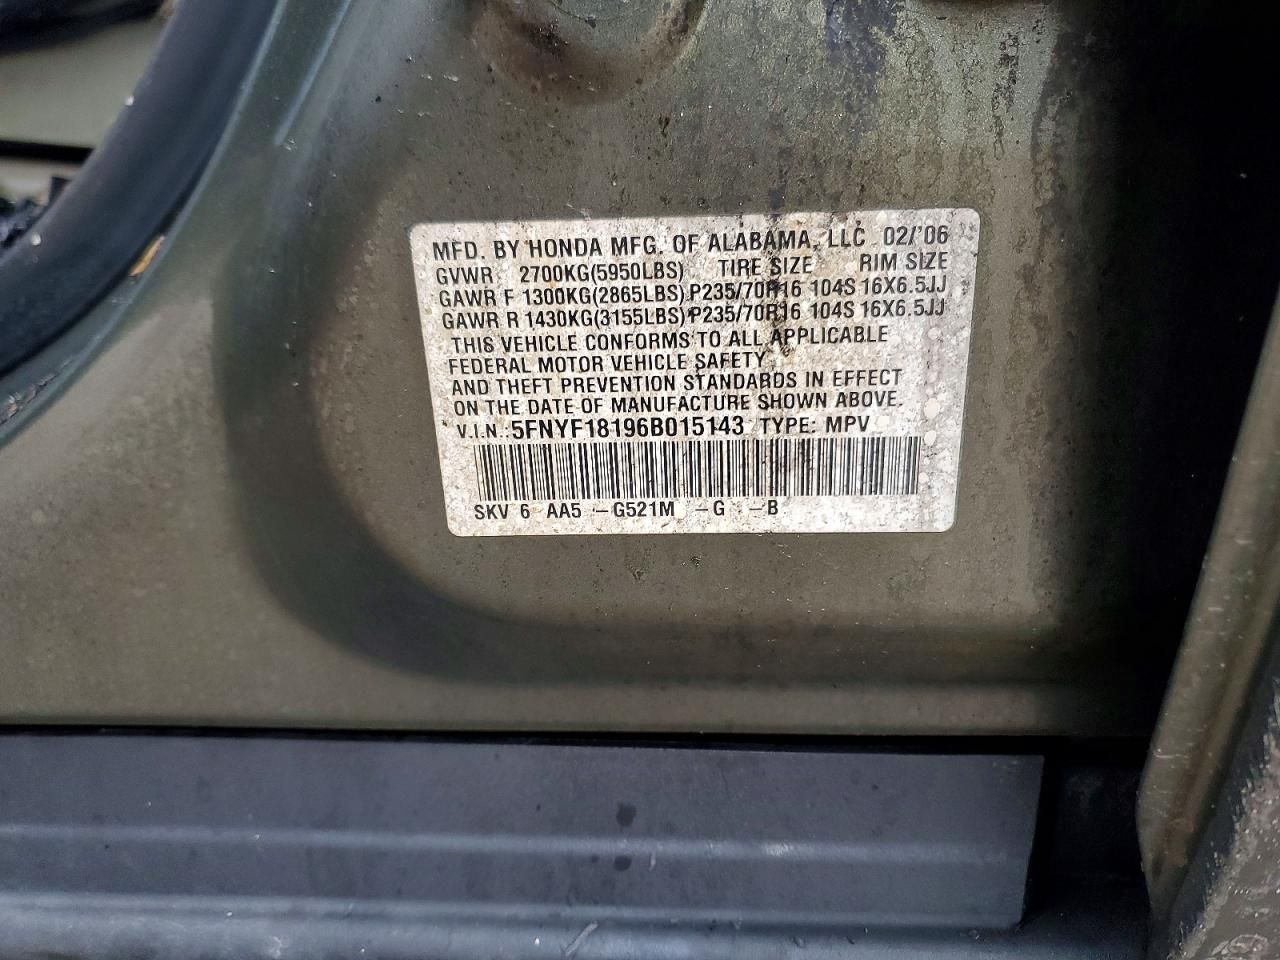 MFD. BY HONDA MFG. OF ALABAMA, LLC 02/'06
GVWR 2700KG(5950LBS) TIRE SIZE RIM SIZE
GAWR F 1300KG(2865LBS) P235/70R16 104S 16X6.5JJ
GAWR R 1430KG(3155LBS) P235/70R16 104S 16X6.5JJ
THIS VEHICLE CONFORMS TO ALL APPLICABLE
FEDERAL MOTOR VEHICLE SAFETY
AND THEFT PREVENTION STANDARDS IN EFFECT
ON THE DATE OF MANUFACTURE SHOWN ABOVE.
V.I.N.: 5FNYF18196B015143 TYPE: MPV
SKV 6 AA5 -G521M -G -B